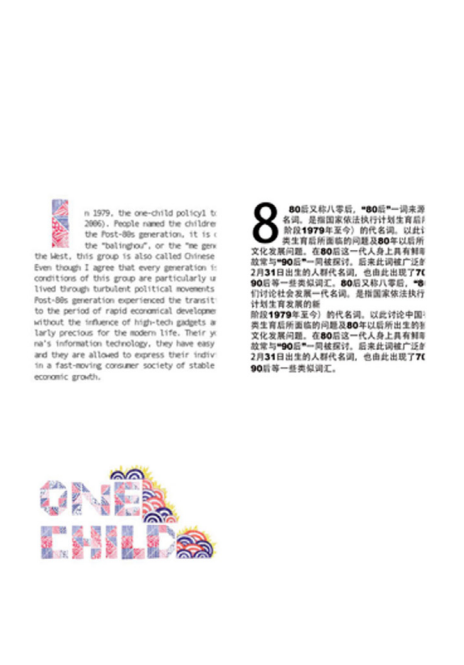 In 1979, the one-child policy1 to
2006). People named the children
the Post-80s generation, it is
the "balinghou", or the "me gene
the West, this group is also called Chinese
Even though I agree that every generation is
conditions of this group are particularly un
lived through turbulent political movements
Post-80s generation experienced the transiti
to the period of rapid economical developme
without the influence of high-tech gadgets a
larly precious for the modern life. Their yo
na's information technology, they have easy
and they are allowed to express their indivi
in a fast-moving consumer society of stable
economic growth.
8 80后又称八零后，“80后”一词来源
名词。是指国家依法执行计划生育后
阶段1979年至今）的代名词。以此
类生育后所面临的问题及80年以后所
文化发展问题。在80后这一代人身上具有鲜明
故常与“90后”一同被探讨。后来此词被广泛的
2月31日出生的人群代名词，也由此出现了70
90后等一些类似词汇。80后又称八零后，“8
们讨论社会发展一代名词。是指国家依法执行
计划生育发展的新
阶段1979年至今）的代名词。以此讨论中国
类生育后所面临的问题及80年以后所出生的
文化发展问题。在80后这一代人身上具有鲜明
故常与“90后”一同被探讨。后来此词被广泛的
2月31日出生的人群代名词，也由此出现了70
90后等一些类似词汇。
ONE
CHILD